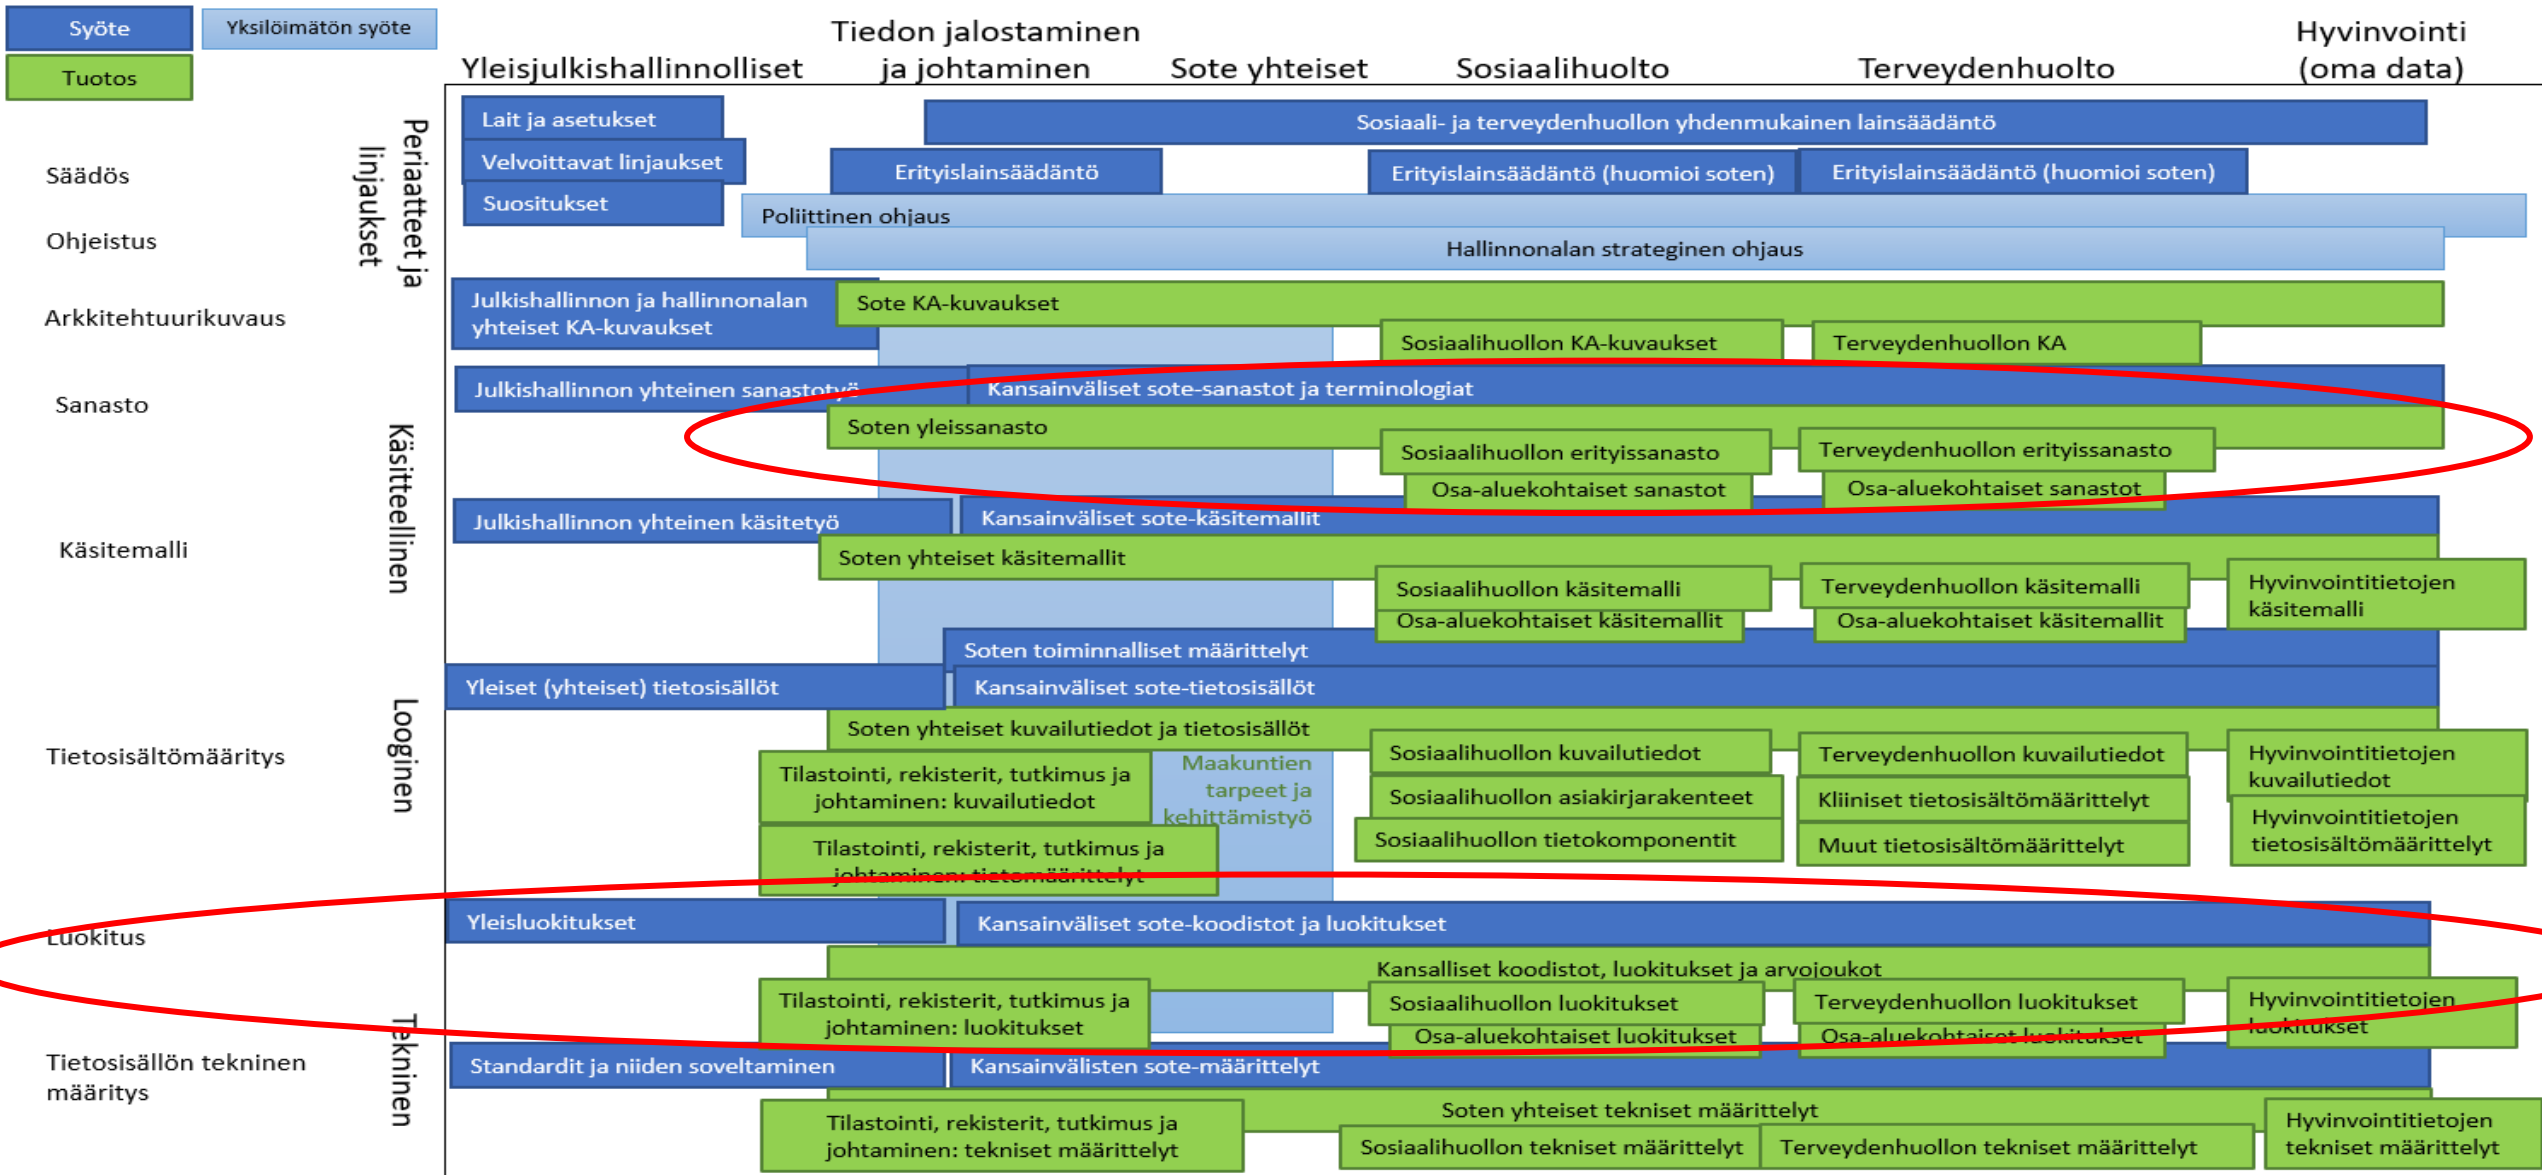 Syöte
Yksilöimätön syöte
Tuotos
Yleisjulkishallinnolliset
Tiedon jalostaminen
ja johtaminen
Sote yhteiset
Sosiaalihuolto
Terveydenhuolto
Hyvinvointi
(oma data)
Periaatteet ja
linjaukset
Säädös
Ohjeistus
Lait ja asetukset
Sosiaali- ja terveydenhuollon yhdenmukainen lainsäädäntö
Velvoittavat linjaukset
Erityislainsäädäntö
Erityislainsäädäntö (huomioi soten)
Erityislainsäädäntö (huomioi soten)
Suositukset
Poliittinen ohjaus
Hallinnonalan strateginen ohjaus
Arkkitehtuurikuvaus
Julkishallinnon ja hallinnonalan
yhteiset KA-kuvaukset
Sote KA-kuvaukset
Sosiaalihuollon KA-kuvaukset
Terveydenhuollon KA
Käsitteellinen
Sanasto
Julkishallinnon yhteinen sanastotyö
Kansainväliset sote-sanastot ja terminologiat
Soten yleissanasto
Sosiaalihuollon erityissanasto
Terveydenhuollon erityissanasto
Osa-aluekohtaiset sanastot
Osa-aluekohtaiset sanastot
Käsitemalli
Julkishallinnon yhteinen käsitetyö
Kansainväliset sote-käsitemallit
Soten yhteiset käsitemallit
Sosiaalihuollon käsitemalli
Terveydenhuollon käsitemalli
Hyvinvointitietojen
käsitemalli
Osa-aluekohtaiset käsitemallit
Osa-aluekohtaiset käsitemallit
Looginen
Soten toiminnalliset määrittelyt
Yleiset (yhteiset) tietosisällöt
Kansainväliset sote-tietosisällöt
Tietosisältömääritys
Soten yhteiset kuvailutiedot ja tietosisällöt
Tilastointi, rekisterit, tutkimus ja
johtaminen: kuvailutiedot
Maakuntien
tarpeet ja
kehittämistyö
Sosiaalihuollon kuvailutiedot
Terveydenhuollon kuvailutiedot
Hyvinvointitietojen
kuvailutiedot
Sosiaalihuollon asiakirjarakenteet
Kliiniset tietosisältömäärittelyt
Tilastointi, rekisterit, tutkimus ja
johtaminen: tietomäärittelyt
Sosiaalihuollon tietokomponentit
Muut tietosisältömäärittelyt
Hyvinvointitietojen
tietosisältömäärittelyt
Luokitus
Yleisluokitukset
Kansainväliset sote-koodistot ja luokitukset
Kansalliset koodistot, luokitukset ja arvojoukot
Tilastointi, rekisterit, tutkimus ja
johtaminen: luokitukset
Sosiaalihuollon luokitukset
Terveydenhuollon luokitukset
Hyvinvointitietojen
luokitukset
Osa-aluekohtaiset luokitukset
Osa-aluekohtaiset luokitukset
Tekninen
Tietosisällön tekninen
määritys
Standardit ja niiden soveltaminen
Kansainvälisten sote-määrittelyt
Soten yhteiset tekniset määrittelyt
Tilastointi, rekisterit, tutkimus ja
johtaminen: tekniset määrittelyt
Sosiaalihuollon tekniset määrittelyt
Terveydenhuollon tekniset määrittelyt
Hyvinvointitietojen
tekniset määrittelyt